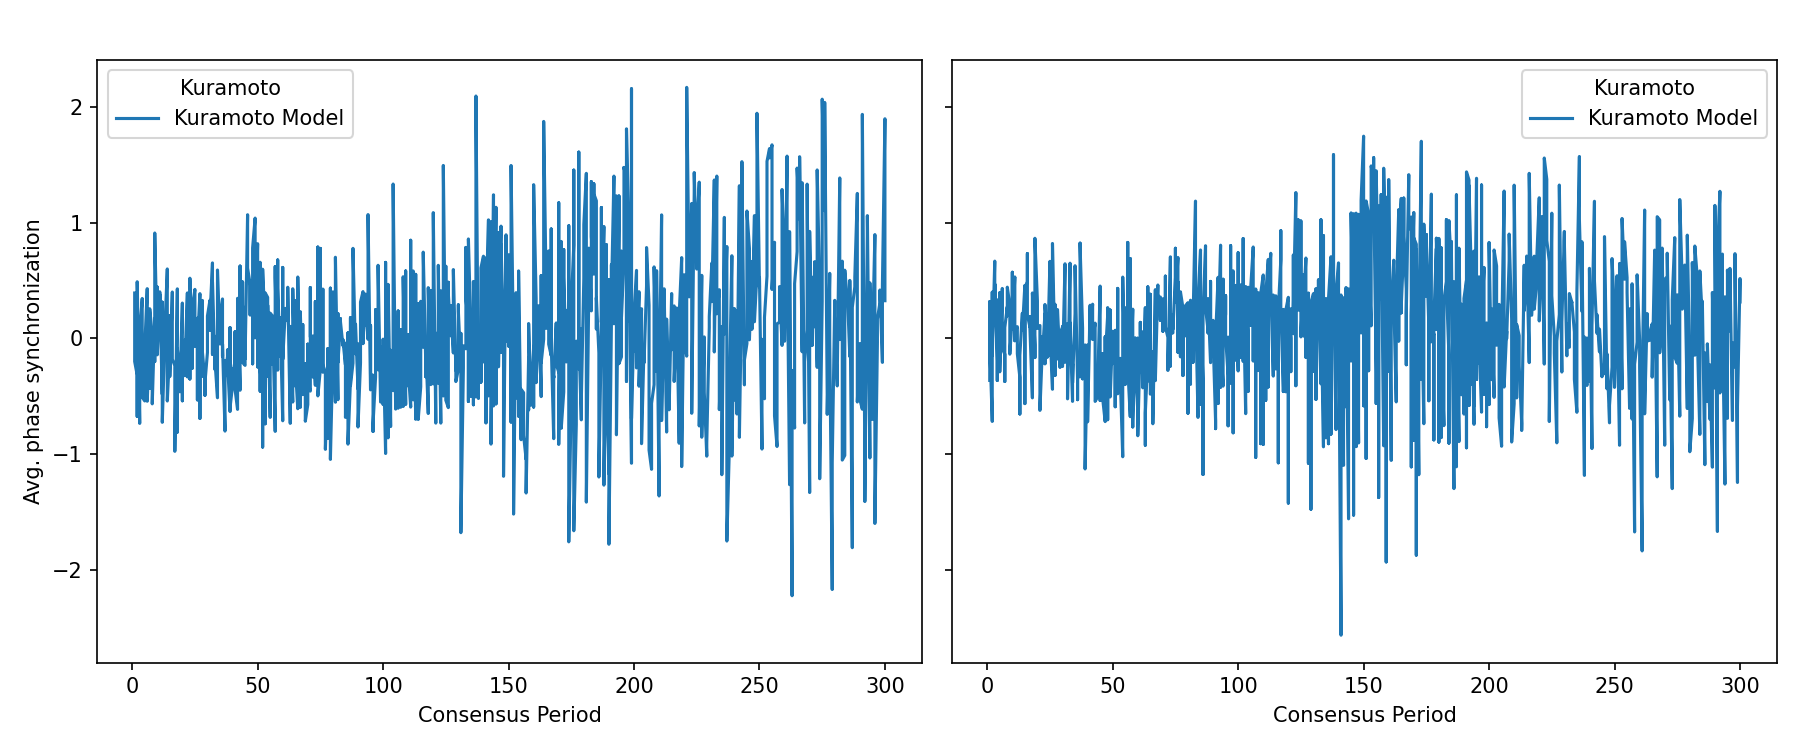 Kuramoto
Kuramoto Model
Kuramoto
Kuramoto Model
Avg. phase synchronization
2
1
0
−1
−2
0 50 100 150 200 250 300
Consensus Period
0 50 100 150 200 250 300
Consensus Period